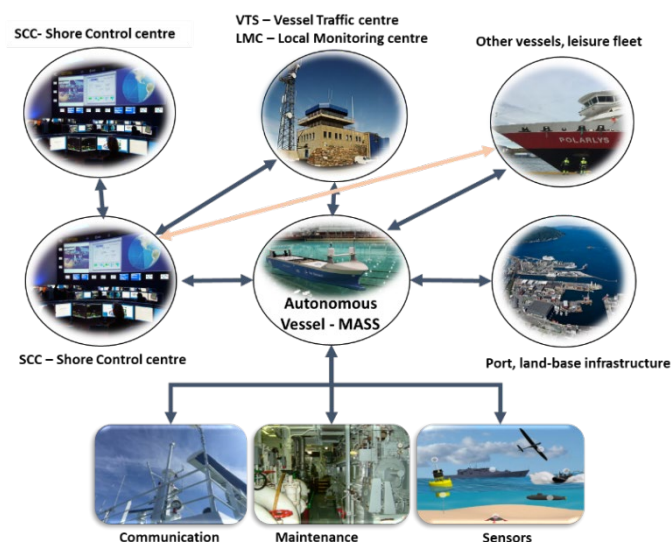 VTS – Vessel Traffic centre
LMC – Local Monitoring centre
SCC- Shore Control centre
Other vessels, leisure fleet
POLARLYS
Autonomous
Vessel - MASS
SCC – Shore Control centre
Port, land-base infrastructure
Communication
Maintenance
Sensors